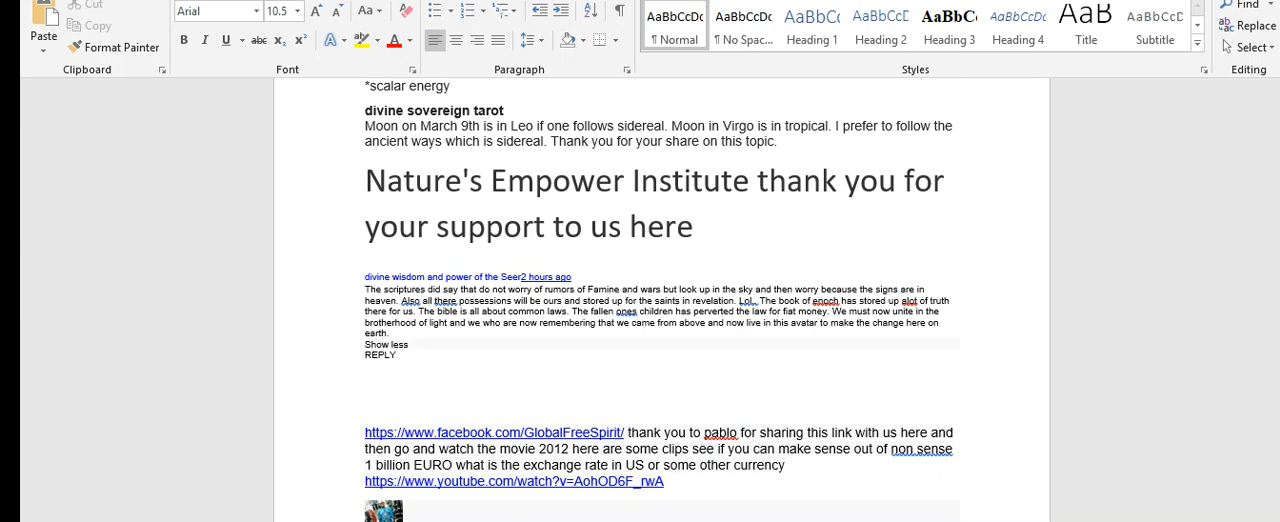 Cut
Copy
Paste
Format Painter
Clipboard
Arial
10.5
Aa
B I U abc x₂ x²
A
A
A
Font
Paragraph
AaBbCcDc
¶ Normal
AaBbCcDc
¶ No Spac...
AaBbCcI
Heading 1
AaBbCcD
Heading 2
AaBbC
Heading 3
AaBbCcDc
Heading 4
AaB
Title
AaBbCcD
Subtitle
Styles
Find
Replace
Select
Editing
*scalar energy
divine sovereign tarot
Moon on March 9th is in Leo if one follows sidereal. Moon in Virgo is in tropical. I prefer to follow the
ancient ways which is sidereal. Thank you for your share on this topic.
Nature's Empower Institute thank you for
your support to us here
divine wisdom and power of the Seer2 hours ago
The scriptures did say that do not worry of rumors of Famine and wars but look up in the sky and then worry because the signs are in
heaven. Also all there possessions will be ours and stored up for the saints in revelation. Lol.. The book of enoch has stored up alot of truth
there for us. The bible is all about common laws. The fallen ones children has perverted the law for fiat money. We must now unite in the
brotherhood of light and we who are now remembering that we came from above and now live in this avatar to make the change here on
earth.
Show less
REPLY
https://www.facebook.com/GlobalFreeSpirit/ thank you to pablo for sharing this link with us here and
then go and watch the movie 2012 here are some clips see if you can make sense out of non sense
1 billion EURO what is the exchange rate in US or some other currency
https://www.youtube.com/watch?v=AohOD6F_rwA